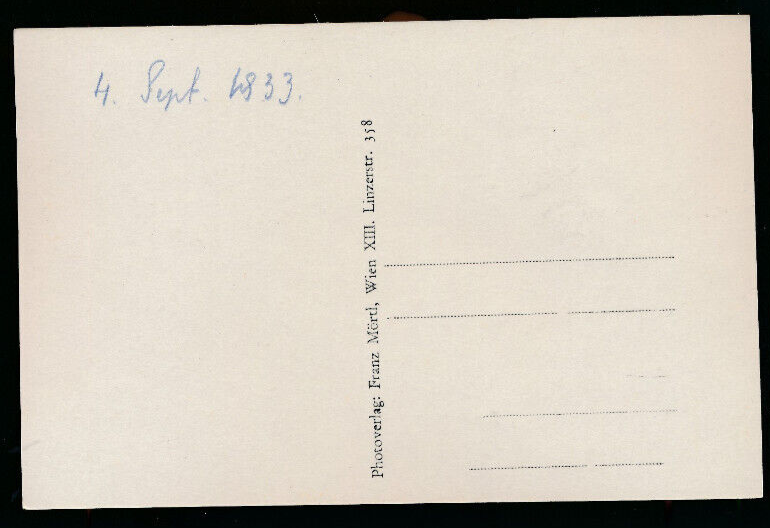 4. Sept. 1933.
Photoverlag: Franz Mörtl, Wien XIII. Linzerstr. 358